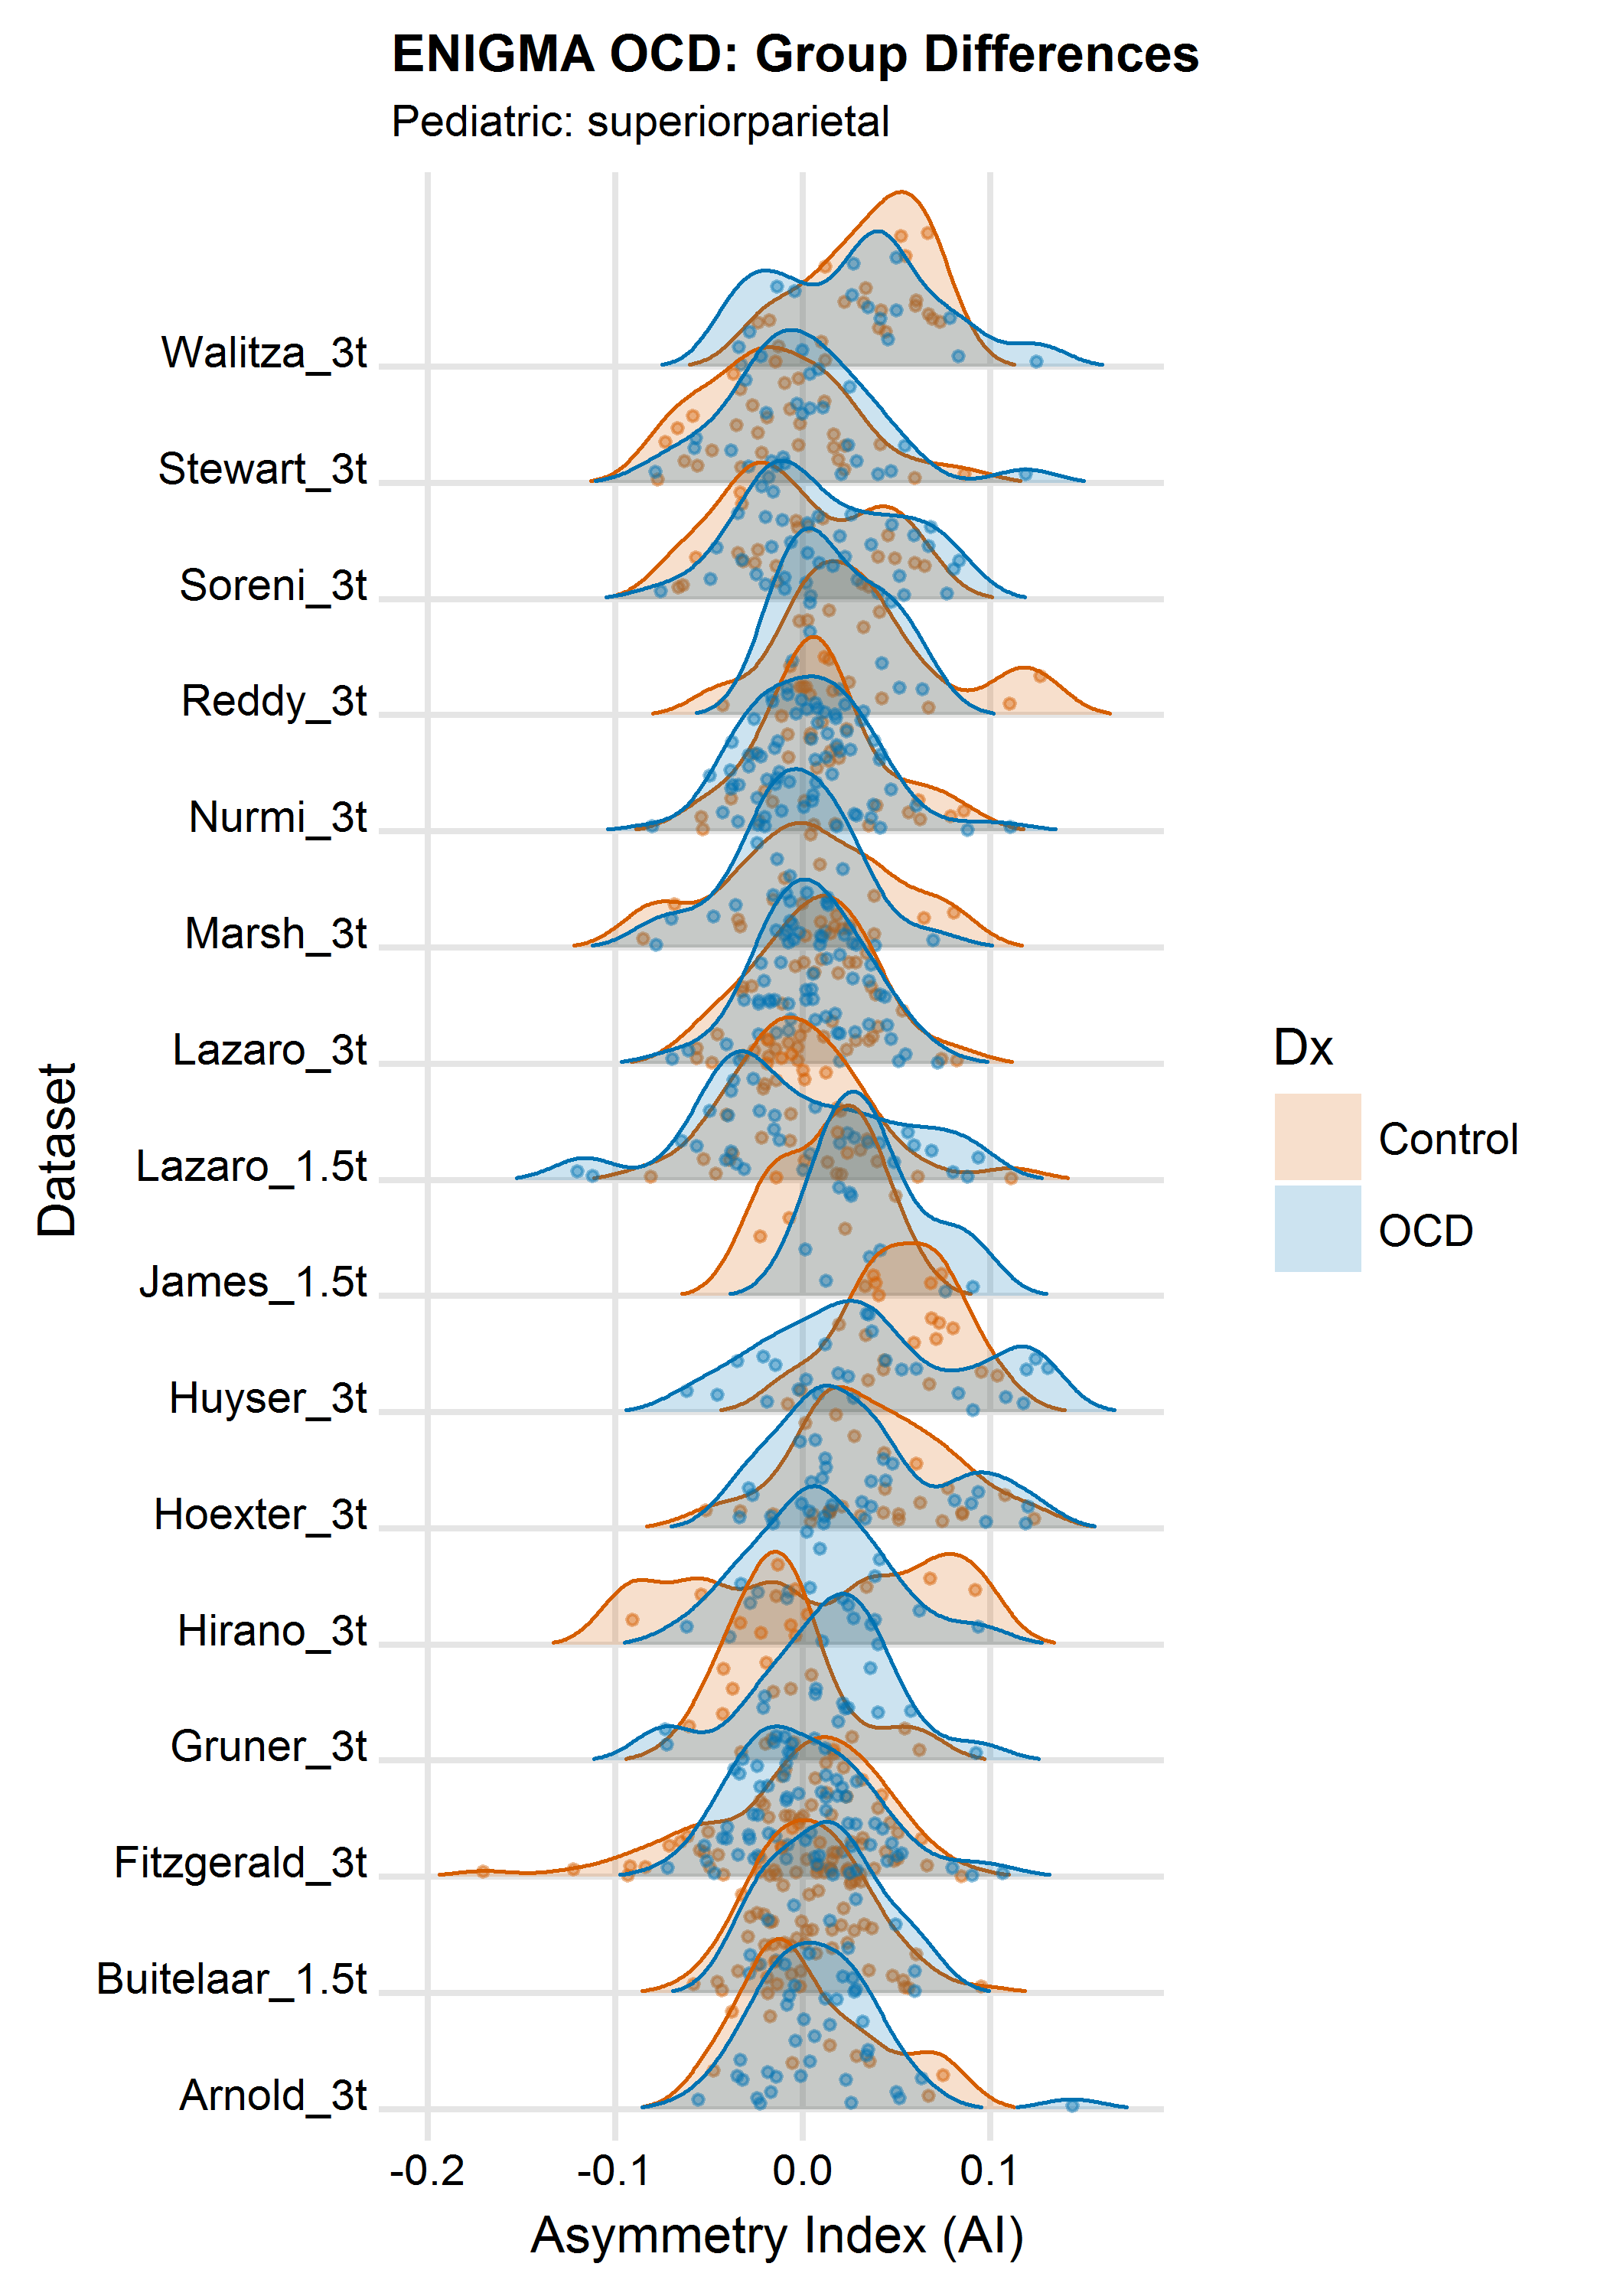 ENIGMA OCD: Group Differences
Pediatric: superiorparietal
Walitza_3t
Stewart_3t
Soreni_3t
Reddy_3t
Nurmi_3t
Marsh_3t
Lazaro_3t
Lazaro_1.5t
James_1.5t
Huyser_3t
Hoexter_3t
Hirano_3t
Gruner_3t
Fitzgerald_3t
Buitelaar_1.5t
Arnold_3t
Dataset
-0.2 -0.1 0.0 0.1
Asymmetry Index (AI)
Dx
Control
OCD